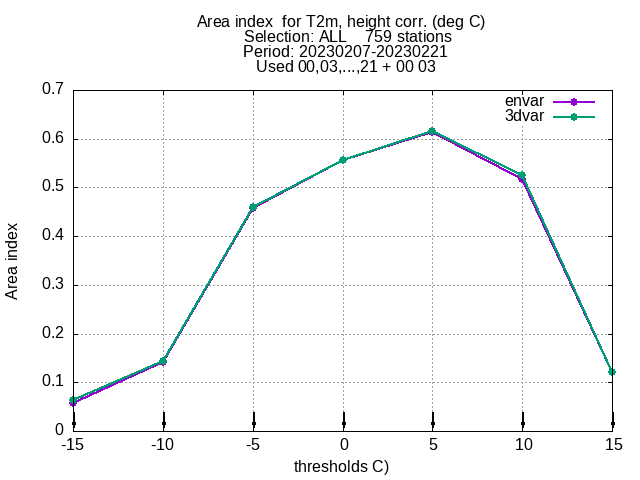 Area index  for T2m, height corr. (deg C)
Selection: ALL    759 stations
Period: 20230207-20230221
Used 00,03,...,21 + 00 03
envar
3dvar
0.7
0.6
0.5
0.4
0.3
0.2
0.1
0
Area index
-15 -10 -5 0 5 10 15
thresholds C)